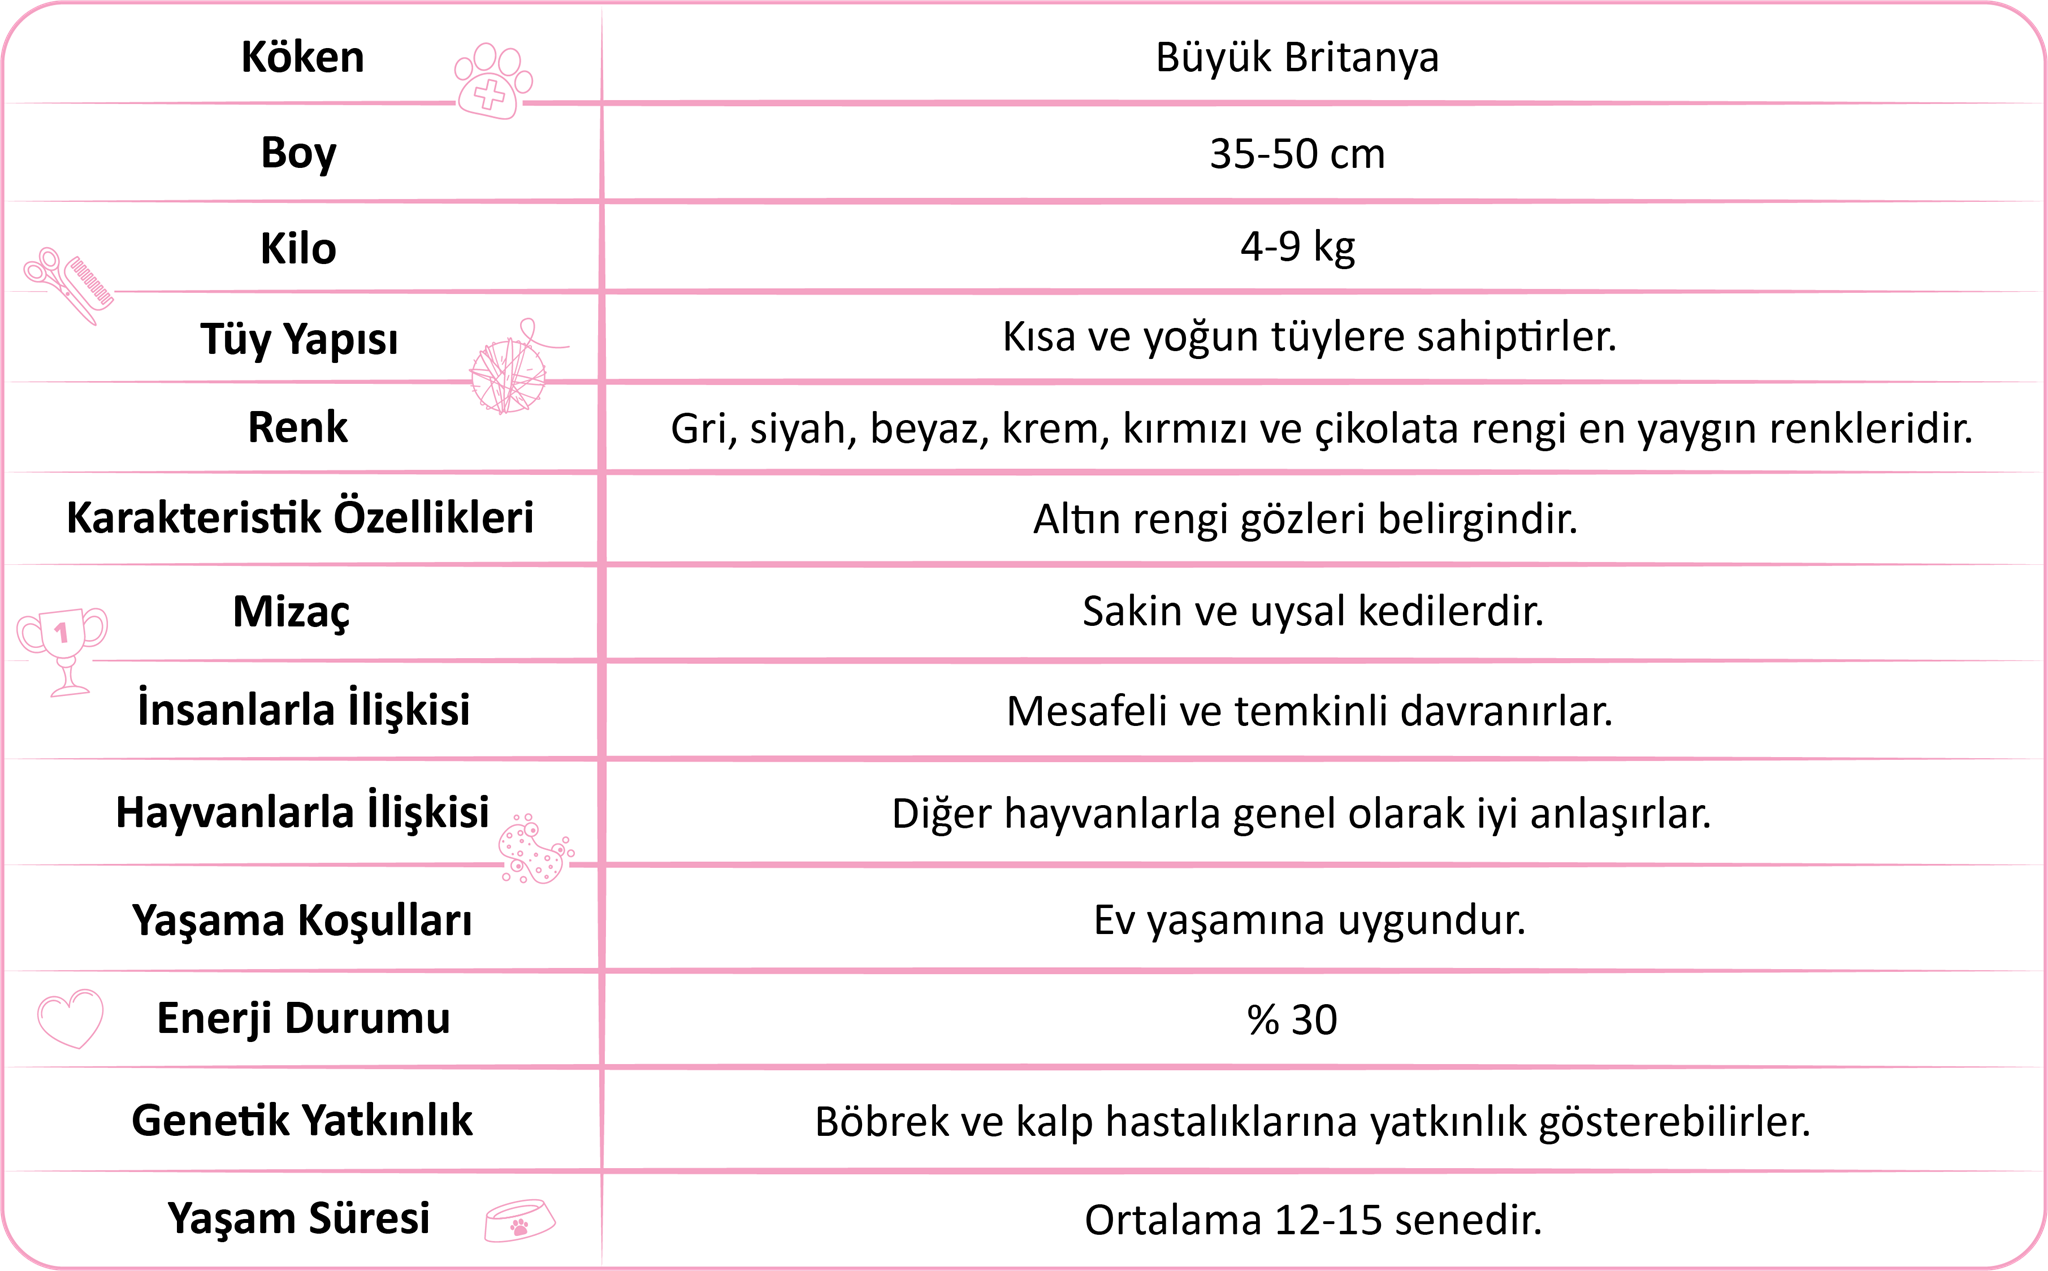 Köken
Büyük Britanya
Boy
35-50 cm
Kilo
4-9 kg
Tüy Yapısı
Kısa ve yoğun tüylere sahiptirler.
Renk
Gri, siyah, beyaz, krem, kırmızı ve çikolata rengi en yaygın renkleridir.
Karakteristik Özellikleri
Altın rengi gözleri belirgindir.
Mizaç
Sakin ve uysal kedilerdir.
1
İnsanlarla İlişkisi
Mesafeli ve temkinli davranırlar.
Hayvanlarla İlişkisi
Diğer hayvanlarla genel olarak iyi anlaşırlar.
Yaşama Koşulları
Ev yaşamına uygundur.
Enerji Durumu
% 30
Genetik Yatkınlık
Böbrek ve kalp hastalıklarına yatkınlık gösterebilirler.
Yaşam Süresi
Ortalama 12-15 senedir.